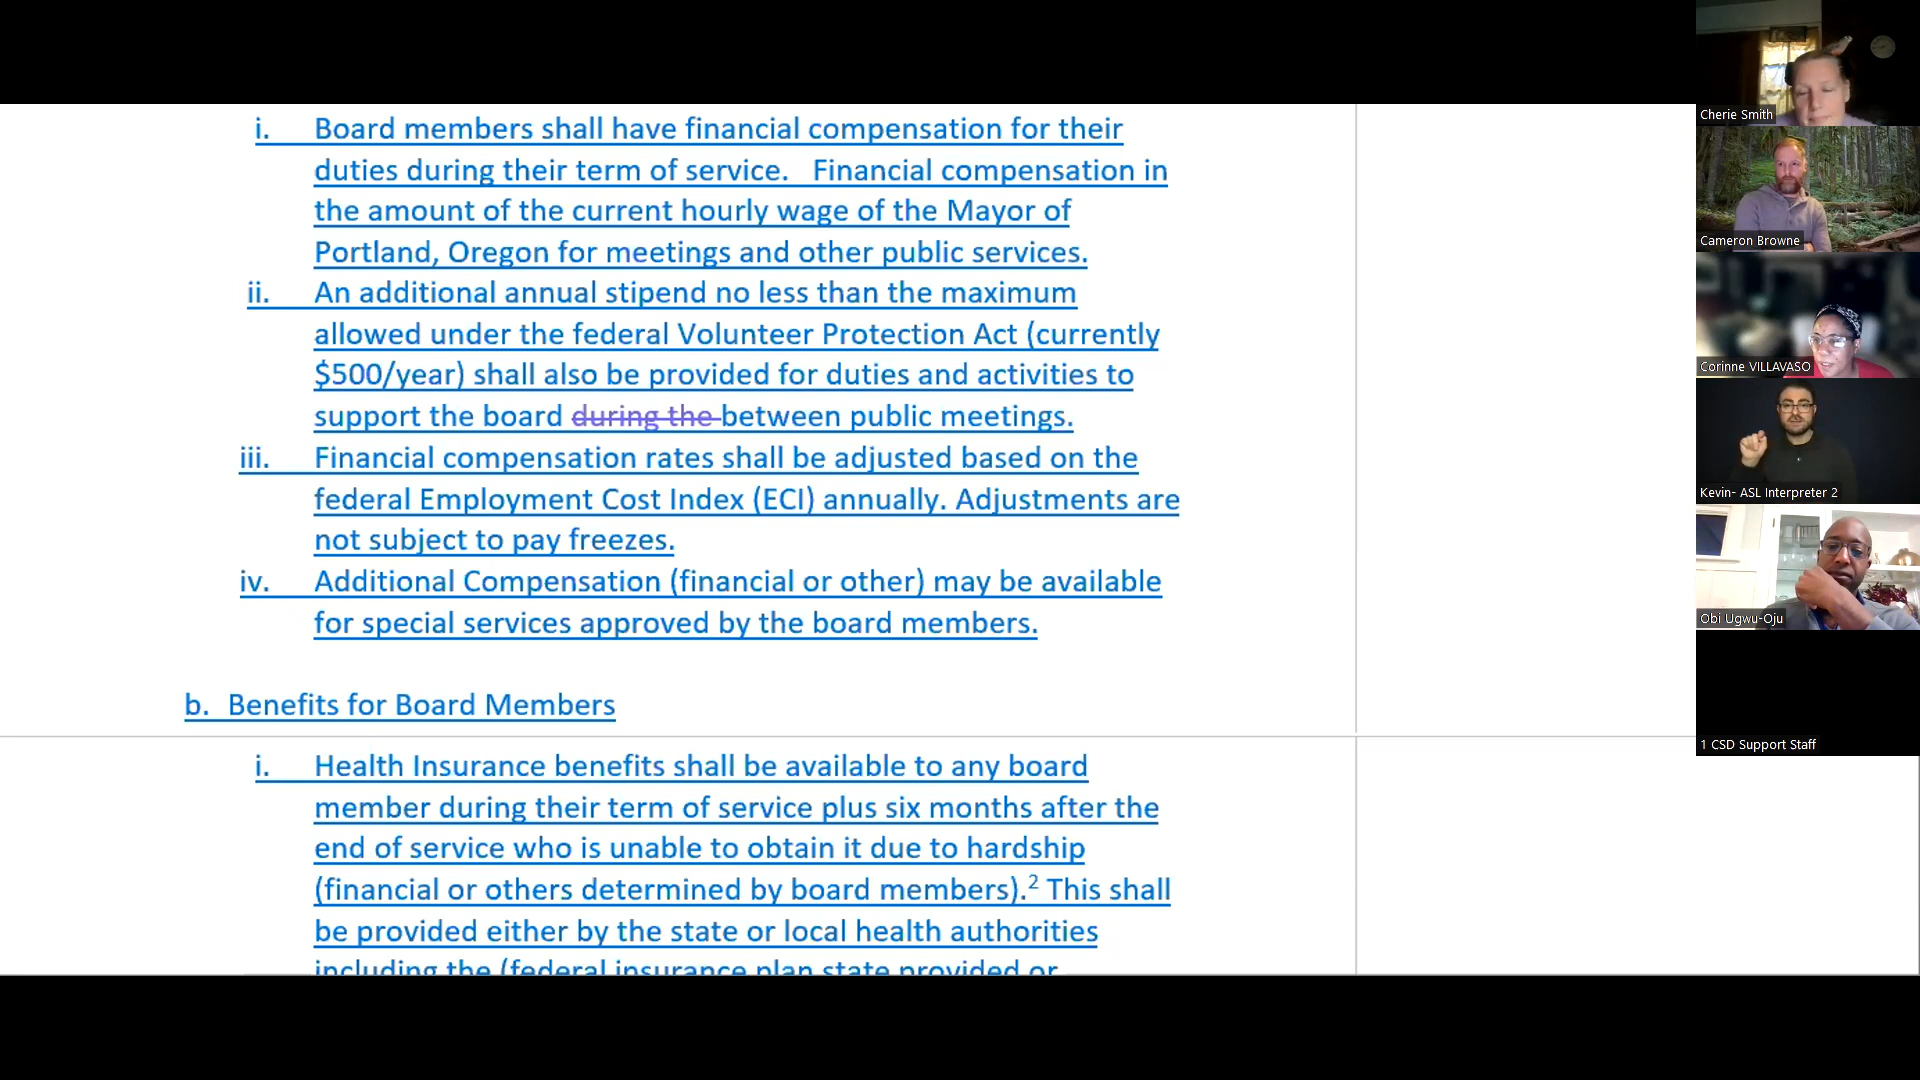 i. Board members shall have financial compensation for their
duties during their term of service. Financial compensation in
the amount of the current hourly wage of the Mayor of
Portland, Oregon for meetings and other public services.
ii. An additional annual stipend no less than the maximum
allowed under the federal Volunteer Protection Act (currently
$500/year) shall also be provided for duties and activities to
support the board during the between public meetings.
iii. Financial compensation rates shall be adjusted based on the
federal Employment Cost Index (ECI) annually. Adjustments are
not subject to pay freezes.
iv. Additional Compensation (financial or other) may be available
for special services approved by the board members.
b. Benefits for Board Members
i. Health Insurance benefits shall be available to any board
member during their term of service plus six months after the
end of service who is unable to obtain it due to hardship
(financial or others determined by board members).² This shall
be provided either by the state or local health authorities
including the (federal insurance plan state provided or
Cherie Smith
Cameron Browne
Corinne VILLAVASO
Kevin- ASL Interpreter 2
Obi Ugwu-Oju
1 CSD Support Staff